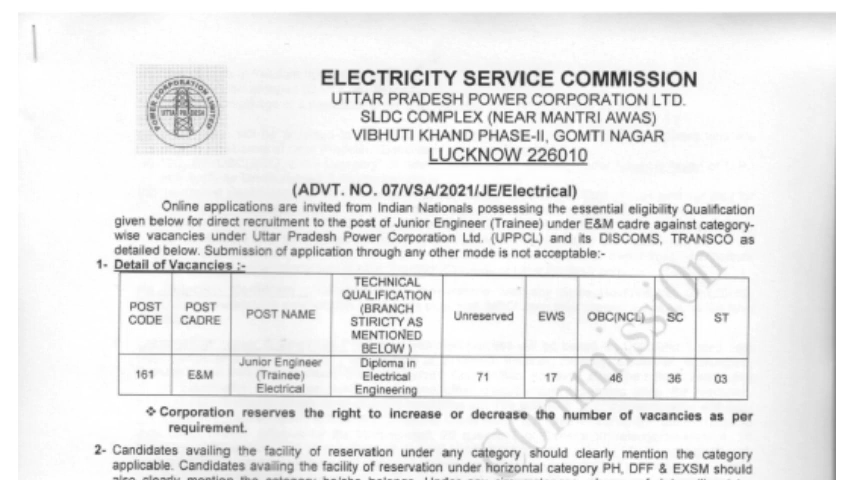 ELECTRICITY SERVICE COMMISSION
UTTAR PRADESH POWER CORPORATION LTD.
SLDC COMPLEX (NEAR MANTRI AWAS)
VIBHUTI KHAND PHASE-II, GOMTI NAGAR
LUCKNOW 226010
POWER CORPORATION LIMITED
UTTAR PRADESH
(ADVT. NO. 07/VSA/2021/JE/Electrical)
Online applications are invited from Indian Nationals possessing the essential eligibility Qualification
given below for direct recruitment to the post of Junior Engineer (Trainee) under E&M cadre against category-
wise vacancies under Uttar Pradesh Power Corporation Ltd. (UPPCL) and its DISCOMS, TRANSCO as
detailed below. Submission of application through any other mode is not acceptable:-
1- Detail of Vacancies :-
POST CODE POST CADRE POST NAME TECHNICAL QUALIFICATION (BRANCH STIRICTY AS MENTIONED BELOW ) Unreserved EWS OBC(NCL) SC ST
161 E&M Junior Engineer (Trainee) Electrical Diploma in Electrical Engineering 71 17 46 36 03
❖ Corporation reserves the right to increase or decrease the number of vacancies as per
requirement.
2- Candidates availing the facility of reservation under any category should clearly mention the category
applicable. Candidates availing the facility of reservation under horizontal category PH, DFF & EXSM should
Commission